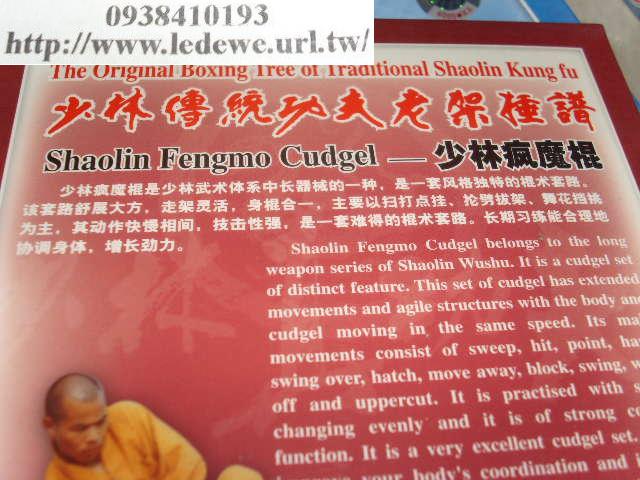 0938410193
http://www.ledewe.url.tw/
The Original Boxing Tree of Traditional Shaolin Kung fu
少林傳統功夫老架捶譜
Shaolin Fengmo Cudgel — 少林疯魔棍
少林疯魔棍是少林武术体系中长器械的一种，是一套风格独特的棍术套路。
该套路舒展大方，走架灵活，身棍合一，主要以扫打点挂、抡劈拔架、舞花挡挑
为主，其动作快慢相间，技击性强，是一套难得的棍术套路。长期习练能合理地
协调身体，增长劲力。
Shaolin Fengmo Cudgel belongs to the long
weapon series of Shaolin Wushu. It is a cudgel set
of distinct feature. This set of cudgel has extended
movements and agile structures with the body and
cudgel moving in the same speed. Its
movements consist of sweep, hit, point,
swing over, hatch, move away, block, swing,
off and uppercut. It is practised with
changing evenly and it is of strong
function. It is a very excellent cudgel set.
your body's coordination and